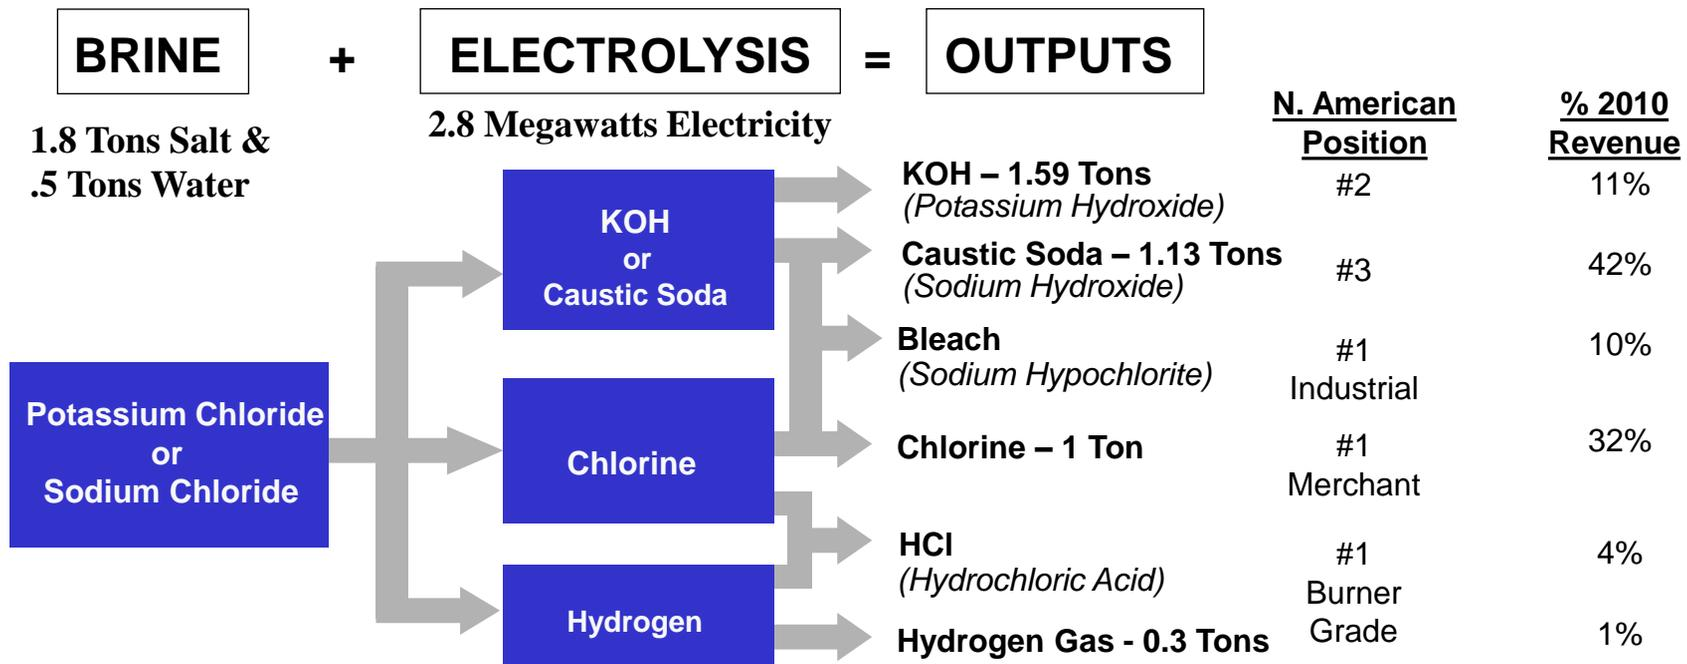 BRINE + ELECTROLYSIS = OUTPUTS
1.8 Tons Salt &
.5 Tons Water
2.8 Megawatts Electricity
N. American
Position
% 2010
Revenue
Potassium Chloride
or
Sodium Chloride
KOH
or
Caustic Soda
Chlorine
Hydrogen
KOH – 1.59 Tons
(Potassium Hydroxide)
#2
11%
Caustic Soda – 1.13 Tons
(Sodium Hydroxide)
#3
42%
Bleach
(Sodium Hypochlorite)
#1
Industrial
10%
Chlorine – 1 Ton
#1
Merchant
32%
HCl
(Hydrochloric Acid)
#1
Burner
Grade
4%
Hydrogen Gas - 0.3 Tons
1%